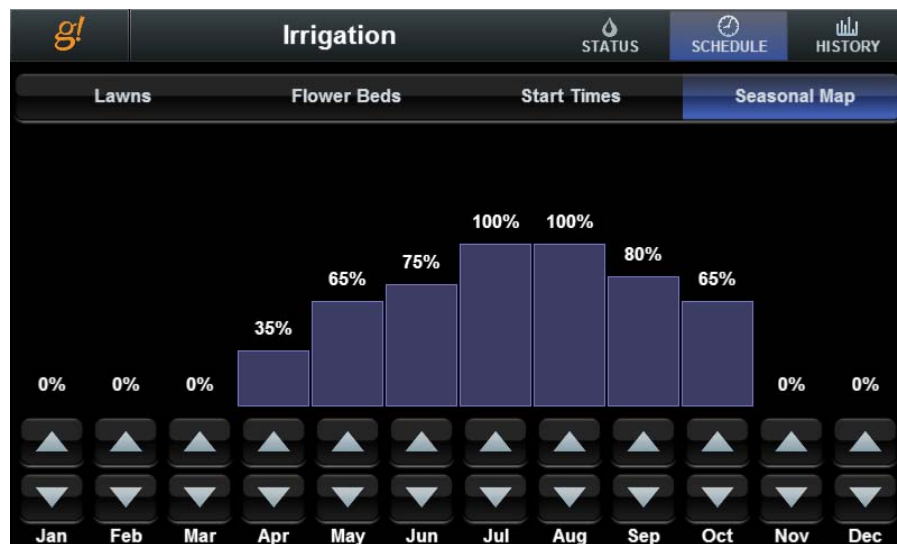 g! Irrigation STATUS SCHEDULE HISTORY
Lawns Flower Beds Start Times Seasonal Map
100% 100%
80%
75%
65% 65%
35%
0% 0% 0% 0% 0%
Jan Feb Mar Apr May Jun Jul Aug Sep Oct Nov Dec